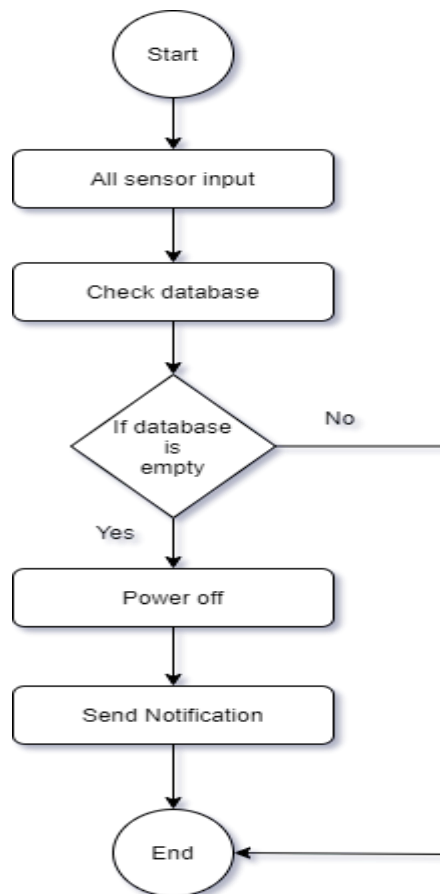 Start
All sensor input
Check database
If database
is
empty
No
Yes
Power off
Send Notification
End